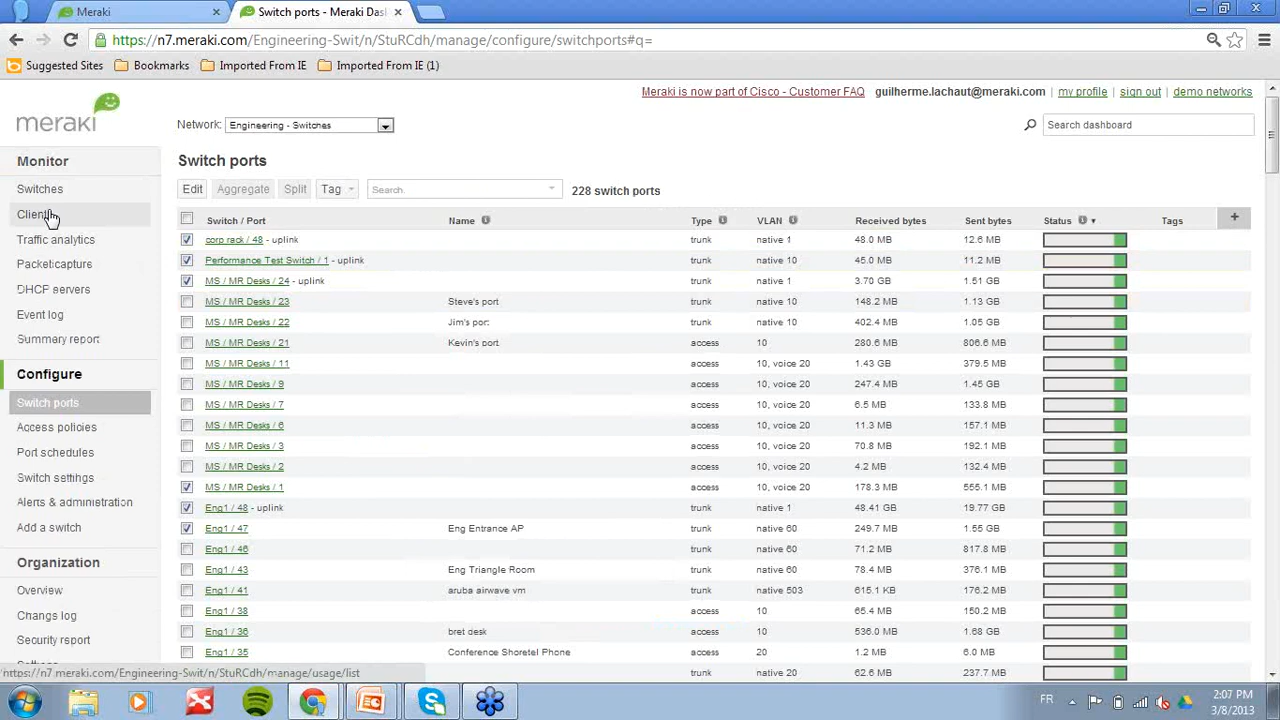 Meraki
Switch ports - Meraki Das
https://n7.meraki.com/Engineering-Swit/n/StuRCdh/manage/configure/switchports#q=
Suggested Sites
Bookmarks
Imported From IE
Imported From IE (1)
Meraki is now part of Cisco - Customer FAQ
guilherme.lachaut@meraki.com
my profile
sign out
demo networks
meraki
Network:
Engineering - Switches
Search dashboard
Monitor
Switches
Clients
Traffic analytics
Packet capture
DHCP servers
Event log
Summary report
Configure
Switch ports
Access policies
Port schedules
Switch settings
Alerts & administration
Add a switch
Organization
Overview
Change log
Security report
Settings
Switch ports
Edit Aggregate Split Tag Search... 228 switch ports
Switch / Port Name Type VLAN Received bytes Sent bytes Status Tags +
corp rack / 48 - uplink trunk native 1 48.0 MB 12.6 MB
Performance Test Switch / 1 - uplink trunk native 10 45.0 MB 11.2 MB
MS / MR Desks / 24 - uplink trunk native 1 3.70 GB 1.51 GB
MS / MR Desks / 23 Steve's port trunk native 10 148.2 MB 1.13 GB
MS / MR Desks / 22 Jim's port trunk native 10 402.4 MB 1.05 GB
MS / MR Desks / 21 Kevin's port access 10 280.6 MB 806.6 MB
MS / MR Desks / 11 access 10, voice 20 1.43 GB 379.5 MB
MS / MR Desks / 9 access 10, voice 20 247.4 MB 1.45 GB
MS / MR Desks / 7 access 10, voice 20 6.5 MB 133.8 MB
MS / MR Desks / 6 access 10, voice 20 11.3 MB 157.1 MB
MS / MR Desks / 3 access 10, voice 20 70.8 MB 192.1 MB
MS / MR Desks / 2 access 10, voice 20 4.2 MB 132.4 MB
MS / MR Desks / 1 access 10, voice 20 178.3 MB 555.1 MB
Eng1 / 48 - uplink trunk native 1 48.41 GB 19.77 GB
Eng1 / 47 Eng Entrance AP trunk native 60 249.7 MB 1.55 GB
Eng1 / 46 trunk native 60 71.2 MB 817.8 MB
Eng1 / 43 Eng Triangle Room trunk native 60 78.4 MB 376.1 MB
Eng1 / 41 aruba airwave vm trunk native 503 615.1 KB 176.2 MB
Eng1 / 38 access 10 65.4 MB 150.2 MB
Eng1 / 36 bret desk access 10 536.0 MB 1.68 GB
Eng1 / 35 Conference Shoretel Phone access 20 1.2 MB 6.0 MB
trunk native 20 62.6 MB 237.7 MB
https://n7.meraki.com/Engineering-Swit/n/StuRCdh/manage/usage/list
FR
2:07 PM
3/8/2013